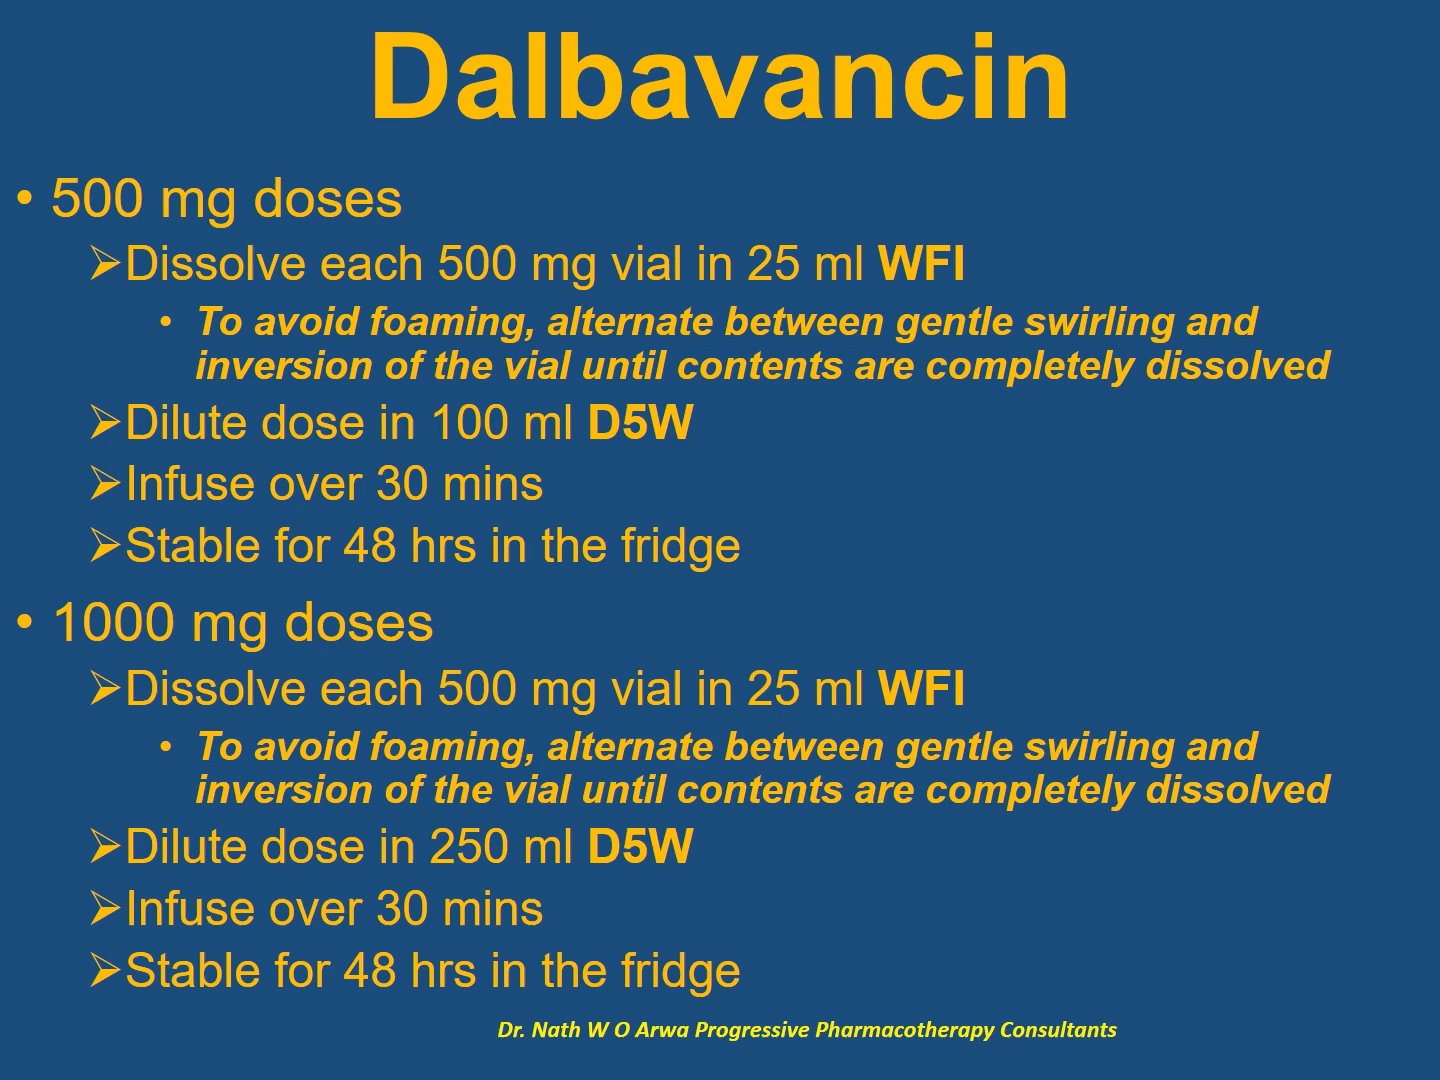 Dalbavancin
• 500 mg doses
➢Dissolve each 500 mg vial in 25 ml WFI
• To avoid foaming, alternate between gentle swirling and
inversion of the vial until contents are completely dissolved
➢Dilute dose in 100 ml D5W
➢Infuse over 30 mins
➢Stable for 48 hrs in the fridge
• 1000 mg doses
➢Dissolve each 500 mg vial in 25 ml WFI
• To avoid foaming, alternate between gentle swirling and
inversion of the vial until contents are completely dissolved
➢Dilute dose in 250 ml D5W
➢Infuse over 30 mins
➢Stable for 48 hrs in the fridge
Dr. Nath W O Arwa Progressive Pharmacotherapy Consultants